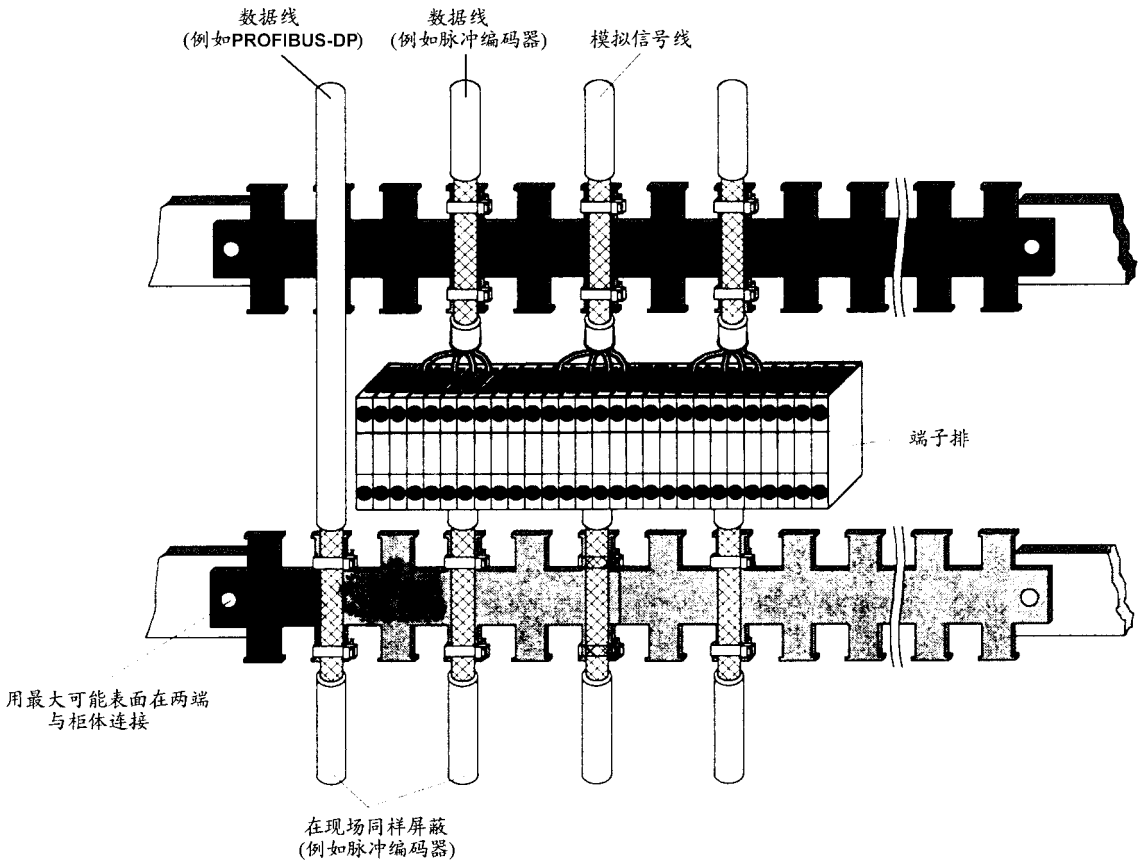 数据线
(例如PROFIBUS-DP)
数据线
(例如脉冲编码器)
模拟信号线
端子排
用最大可能表面在两端
与柜体连接
在现场同样屏蔽
(例如脉冲编码器)